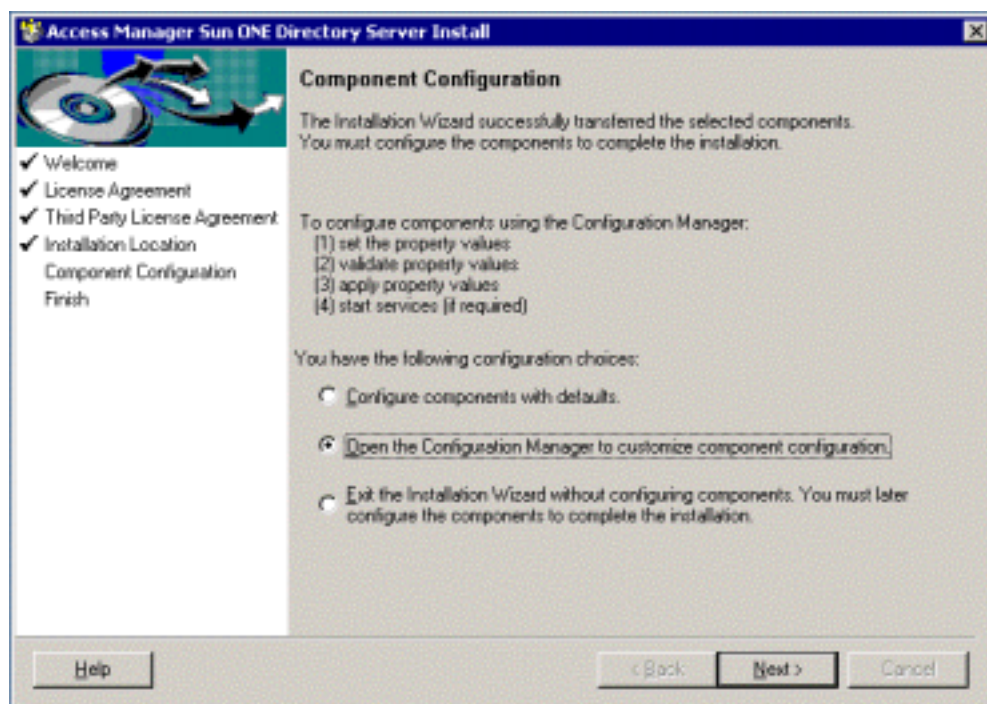 Access Manager Sun ONE Directory Server Install
Component Configuration
The Installation Wizard successfully transferred the selected components.
You must configure the components to complete the installation.
Welcome
License Agreement
Third Party License Agreement
Installation Location
Component Configuration
Finish
To configure components using the Configuration Manager:
(1) set the property values
(2) validate property values
(3) apply property values
(4) start services (if required)
You have the following configuration choices:
Configure components with defaults.
Open the Configuration Manager to customize component configuration.
Exit the Installation Wizard without configuring components. You must later
configure the components to complete the installation.
Help
< Back
Next >
Cancel